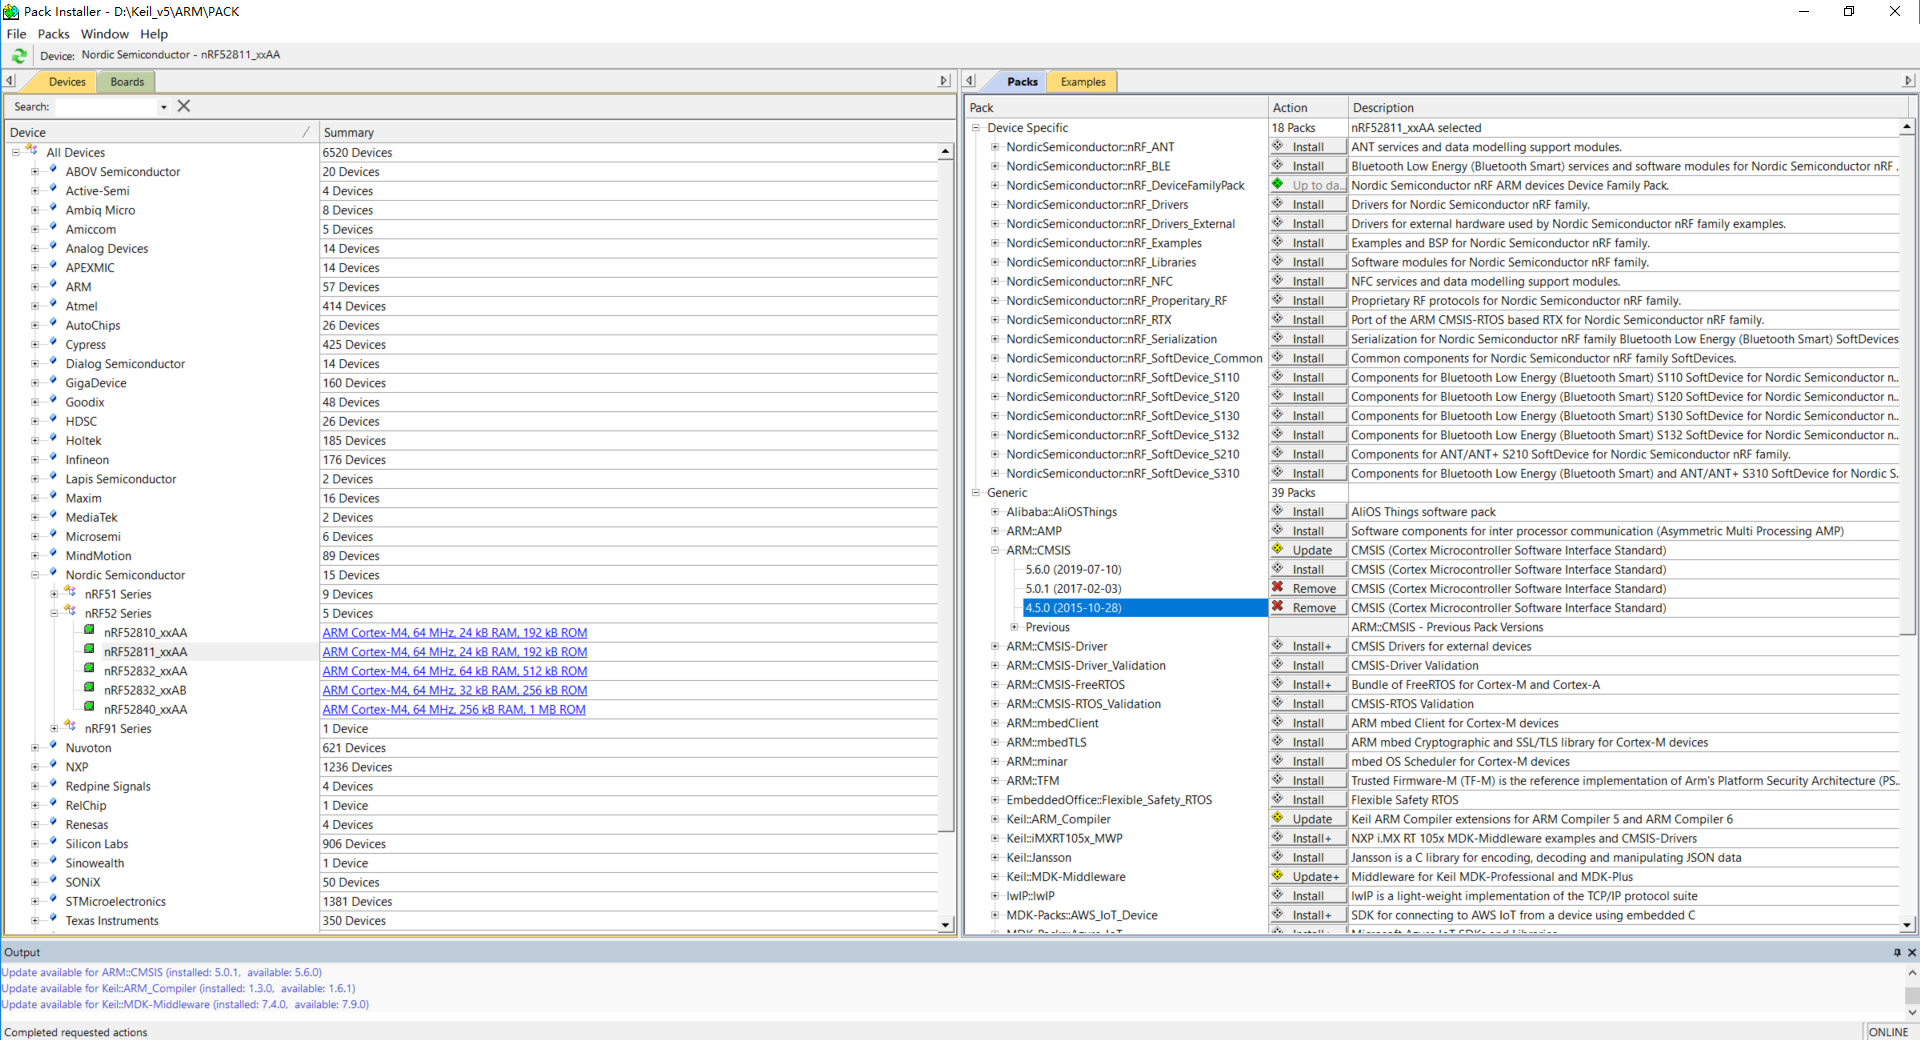 Pack Installer - D:\Keil_v5\ARM\PACK
File Packs Window Help
Device: Nordic Semiconductor - nRF52811_xxAA
Devices Boards
Search:
Device Summary
All Devices 6520 Devices
ABOV Semiconductor 20 Devices
Active-Semi 4 Devices
Ambiq Micro 8 Devices
Amiccom 5 Devices
Analog Devices 14 Devices
APEXMIC 14 Devices
ARM 57 Devices
Atmel 414 Devices
AutoChips 26 Devices
Cypress 425 Devices
Dialog Semiconductor 14 Devices
GigaDevice 160 Devices
Goodix 48 Devices
HDSC 26 Devices
Holtek 185 Devices
Infineon 176 Devices
Lapis Semiconductor 2 Devices
Maxim 16 Devices
MediaTek 2 Devices
Microsemi 6 Devices
MindMotion 89 Devices
Nordic Semiconductor 15 Devices
nRF51 Series 9 Devices
nRF52 Series 5 Devices
nRF52810_xxAA ARM Cortex-M4, 64 MHz, 24 kB RAM, 192 kB ROM
nRF52811_xxAA ARM Cortex-M4, 64 MHz, 24 kB RAM, 192 kB ROM
nRF52832_xxAA ARM Cortex-M4, 64 MHz, 64 kB RAM, 512 kB ROM
nRF52832_xxAB ARM Cortex-M4, 64 MHz, 32 kB RAM, 256 kB ROM
nRF52840_xxAA ARM Cortex-M4, 64 MHz, 256 kB RAM, 1 MB ROM
nRF91 Series 1 Device
Nuvoton 621 Devices
NXP 1236 Devices
Redpine Signals 4 Devices
RelChip 1 Device
Renesas 4 Devices
Silicon Labs 906 Devices
Sinowealth 1 Device
SONiX 50 Devices
STMicroelectronics 1381 Devices
Texas Instruments 350 Devices
Packs Examples
Pack Action Description
Device Specific 18 Packs nRF52811_xxAA selected
NordicSemiconductor::nRF_ANT Install ANT services and data modelling support modules.
NordicSemiconductor::nRF_BLE Install Bluetooth Low Energy (Bluetooth Smart) services and software modules for Nordic Semiconductor nRF .
NordicSemiconductor::nRF_DeviceFamilyPack Up to da... Nordic Semiconductor nRF ARM devices Device Family Pack.
NordicSemiconductor::nRF_Drivers Install Drivers for Nordic Semiconductor nRF family.
NordicSemiconductor::nRF_Drivers_External Install Drivers for external hardware used by Nordic Semiconductor nRF family examples.
NordicSemiconductor::nRF_Examples Install Examples and BSP for Nordic Semiconductor nRF family.
NordicSemiconductor::nRF_Libraries Install Software modules for Nordic Semiconductor nRF family.
NordicSemiconductor::nRF_NFC Install NFC services and data modelling support modules.
NordicSemiconductor::nRF_Properitary_RF Install Proprietary RF protocols for Nordic Semiconductor nRF family.
NordicSemiconductor::nRF_RTX Install Port of the ARM CMSIS-RTOS based RTX for Nordic Semiconductor nRF family.
NordicSemiconductor::nRF_Serialization Install Serialization for Nordic Semiconductor nRF family Bluetooth Low Energy (Bluetooth Smart) SoftDevices
NordicSemiconductor::nRF_SoftDevice_Common Install Common components for Nordic Semiconductor nRF family SoftDevices.
NordicSemiconductor::nRF_SoftDevice_S110 Install Components for Bluetooth Low Energy (Bluetooth Smart) S110 SoftDevice for Nordic Semiconductor n...
NordicSemiconductor::nRF_SoftDevice_S120 Install Components for Bluetooth Low Energy (Bluetooth Smart) S120 SoftDevice for Nordic Semiconductor n...
NordicSemiconductor::nRF_SoftDevice_S130 Install Components for Bluetooth Low Energy (Bluetooth Smart) S130 SoftDevice for Nordic Semiconductor n...
NordicSemiconductor::nRF_SoftDevice_S132 Install Components for Bluetooth Low Energy (Bluetooth Smart) S132 SoftDevice for Nordic Semiconductor n...
NordicSemiconductor::nRF_SoftDevice_S210 Install Components for ANT/ANT+ S210 SoftDevice for Nordic Semiconductor nRF family.
NordicSemiconductor::nRF_SoftDevice_S310 Install Components for Bluetooth Low Energy (Bluetooth Smart) and ANT/ANT+ S310 SoftDevice for Nordic S...
Generic 39 Packs
Alibaba::AliOSThings Install AliOS Things software pack
ARM::AMP Install Software components for inter processor communication (Asymmetric Multi Processing AMP)
ARM::CMSIS Update CMSIS (Cortex Microcontroller Software Interface Standard)
5.6.0 (2019-07-10) Install CMSIS (Cortex Microcontroller Software Interface Standard)
5.0.1 (2017-02-03) Remove CMSIS (Cortex Microcontroller Software Interface Standard)
4.5.0 (2015-10-28) Remove CMSIS (Cortex Microcontroller Software Interface Standard)
Previous ARM::CMSIS - Previous Pack Versions
ARM::CMSIS-Driver Install+ CMSIS Drivers for external devices
ARM::CMSIS-Driver_Validation Install CMSIS-Driver Validation
ARM::CMSIS-FreeRTOS Install+ Bundle of FreeRTOS for Cortex-M and Cortex-A
ARM::CMSIS-RTOS_Validation Install CMSIS-RTOS Validation
ARM::mbedClient Install ARM mbed Client for Cortex-M devices
ARM::mbedTLS Install ARM mbed Cryptographic and SSL/TLS library for Cortex-M devices
ARM::minar Install mbed OS Scheduler for Cortex-M devices
ARM::TFM Install Trusted Firmware-M (TF-M) is the reference implementation of Arm's Platform Security Architecture (PS...
EmbeddedOffice::Flexible_Safety_RTOS Install Flexible Safety RTOS
Keil::ARM_Compiler Update Keil ARM Compiler extensions for ARM Compiler 5 and ARM Compiler 6
Keil::iMXRT105x_MWP Install+ NXP i.MX RT 105x MDK-Middleware examples and CMSIS-Drivers
Keil::Jansson Install Jansson is a C library for encoding, decoding and manipulating JSON data
Keil::MDK-Middleware Update+ Middleware for Keil MDK-Professional and MDK-Plus
lwIP::lwIP Install lwIP is a light-weight implementation of the TCP/IP protocol suite
MDK-Packs::AWS_IoT_Device Install+ SDK for connecting to AWS IoT from a device using embedded C
Output
Update available for ARM::CMSIS (installed: 5.0.1, available: 5.6.0)
Update available for Keil::ARM_Compiler (installed: 1.3.0, available: 1.6.1)
Update available for Keil::MDK-Middleware (installed: 7.4.0, available: 7.9.0)
Completed requested actions
ONLINE